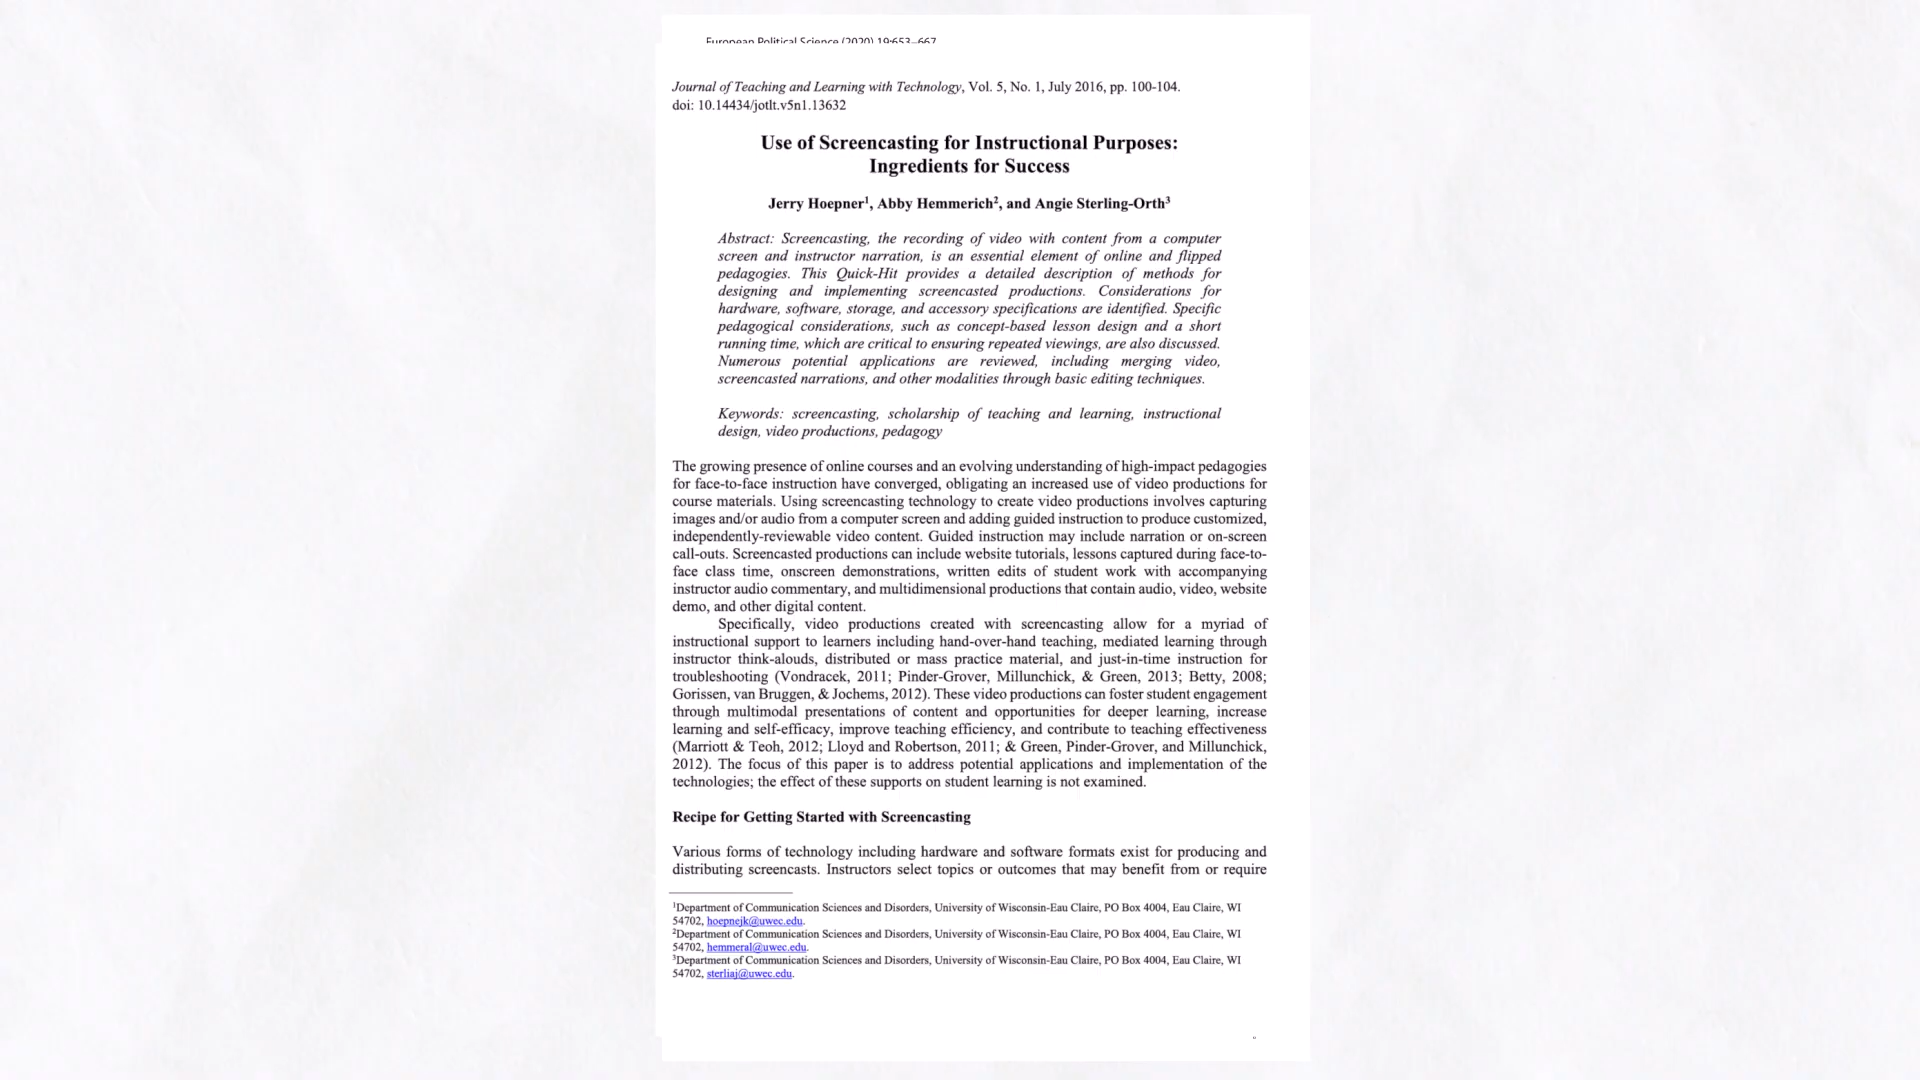 European Political Science (2020) 19:653–667
Journal of Teaching and Learning with Technology, Vol. 5, No. 1, July 2016, pp. 100-104.
doi: 10.14434/jotlt.v5n1.13632
Use of Screencasting for Instructional Purposes:
Ingredients for Success
Jerry Hoepner¹, Abby Hemmerich², and Angie Sterling-Orth³
Abstract: Screencasting, the recording of video with content from a computer
screen and instructor narration, is an essential element of online and flipped
pedagogies. This Quick-Hit provides a detailed description of methods for
designing and implementing screencasted productions. Considerations for
hardware, software, storage, and accessory specifications are identified. Specific
pedagogical considerations, such as concept-based lesson design and a short
running time, which are critical to ensuring repeated viewings, are also discussed.
Numerous potential applications are reviewed, including merging video,
screencasted narrations, and other modalities through basic editing techniques.
Keywords: screencasting, scholarship of teaching and learning, instructional
design, video productions, pedagogy
The growing presence of online courses and an evolving understanding of high-impact pedagogies
for face-to-face instruction have converged, obligating an increased use of video productions for
course materials. Using screencasting technology to create video productions involves capturing
images and/or audio from a computer screen and adding guided instruction to produce customized,
independently-reviewable video content. Guided instruction may include narration or on-screen
call-outs. Screencasted productions can include website tutorials, lessons captured during face-to-
face class time, onscreen demonstrations, written edits of student work with accompanying
instructor audio commentary, and multidimensional productions that contain audio, video, website
demo, and other digital content.
Specifically, video productions created with screencasting allow for a myriad of
instructional support to learners including hand-over-hand teaching, mediated learning through
instructor think-alouds, distributed or mass practice material, and just-in-time instruction for
troubleshooting (Vondracek, 2011; Pinder-Grover, Millunchick, & Green, 2013; Betty, 2008;
Gorissen, van Bruggen, & Jochems, 2012). These video productions can foster student engagement
through multimodal presentations of content and opportunities for deeper learning, increase
learning and self-efficacy, improve teaching efficiency, and contribute to teaching effectiveness
(Marriott & Teoh, 2012; Lloyd and Robertson, 2011; & Green, Pinder-Grover, and Millunchick,
2012). The focus of this paper is to address potential applications and implementation of the
technologies; the effect of these supports on student learning is not examined.
Recipe for Getting Started with Screencasting
Various forms of technology including hardware and software formats exist for producing and
distributing screencasts. Instructors select topics or outcomes that may benefit from or require
¹Department of Communication Sciences and Disorders, University of Wisconsin-Eau Claire, PO Box 4004, Eau Claire, WI
54702, hoepnejk@uwec.edu.
²Department of Communication Sciences and Disorders, University of Wisconsin-Eau Claire, PO Box 4004, Eau Claire, WI
54702, hemmeral@uwec.edu.
³Department of Communication Sciences and Disorders, University of Wisconsin-Eau Claire, PO Box 4004, Eau Claire, WI
54702, sterliaj@uwec.edu.